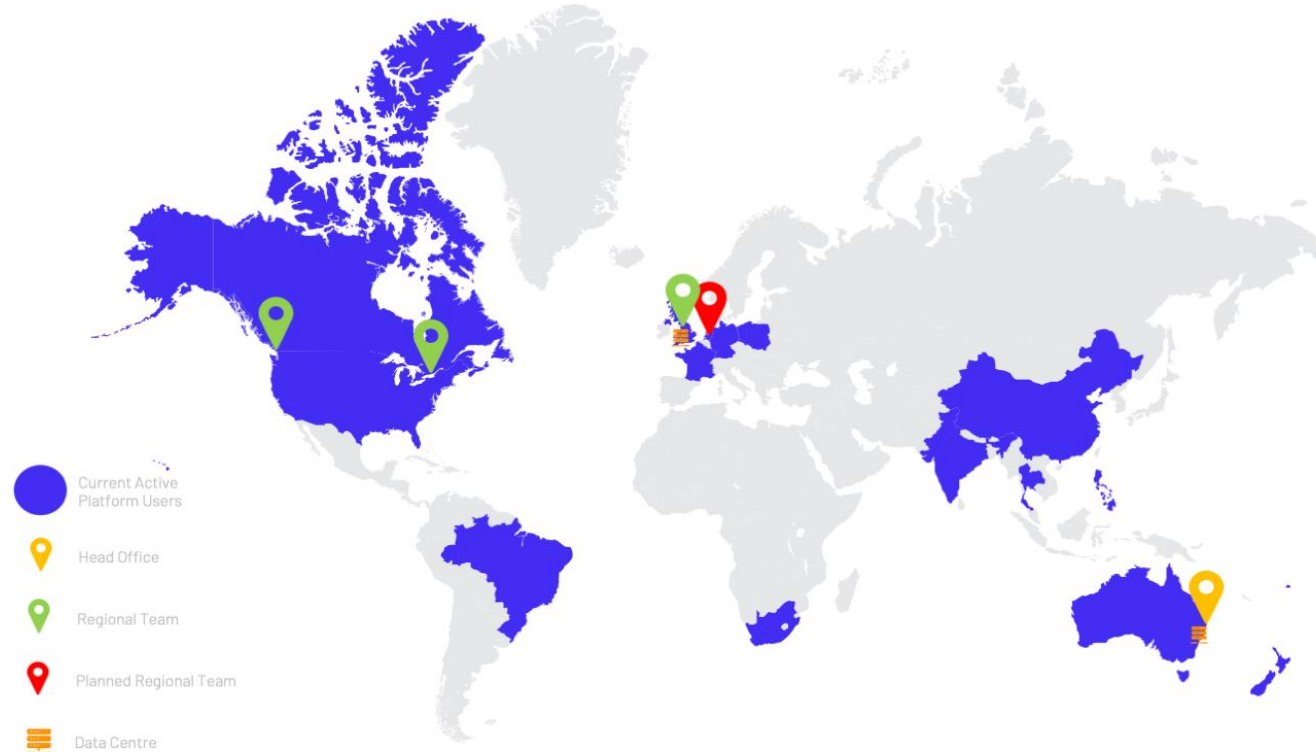 Current Active
Platform Users
Head Office
Regional Team
Planned Regional Team
Data Centre